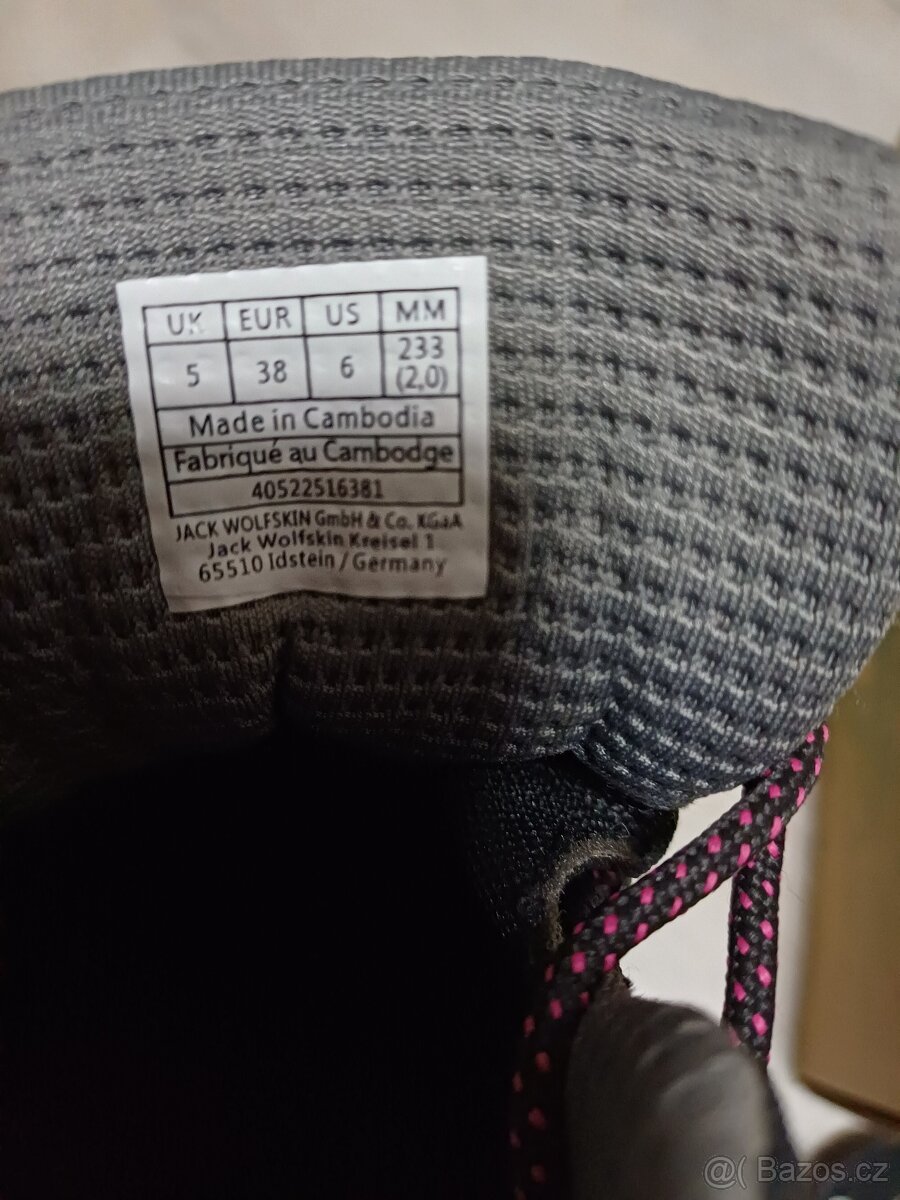 UK EUR US MM
5 38 6 233
(2,0)
Made in Cambodia
Fabriqué au Cambodge
40522516381
JACK WOLFSKIN GmbH & Co. KGaA
Jack Wolfskin Kreisel 1
65510 Idstein / Germany
@( Bazos.cz